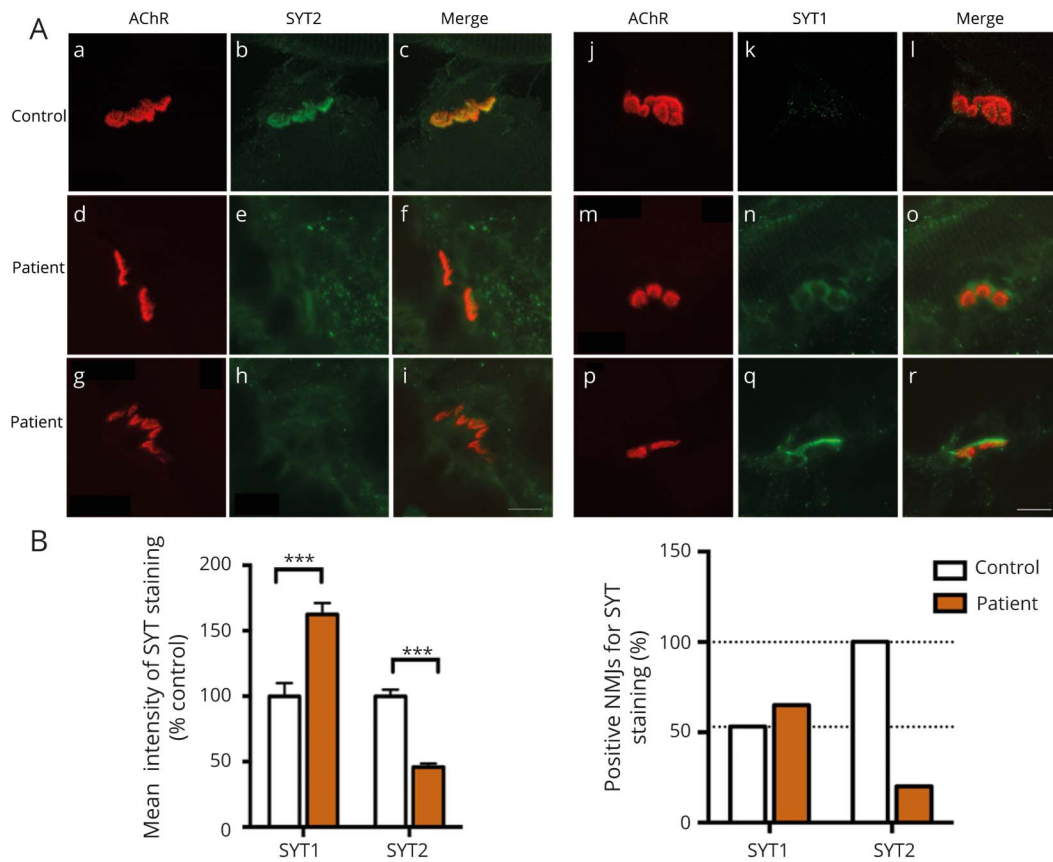 AChR SYT2 Merge AChR SYT1 Merge
A
a b c j k l
Control
d e f m n o
Patient
g h i p q r
Patient
B
Mean intensity of SYT staining
(% control)
200
150
100
50
0
***
***
SYT1 SYT2
Positive NMJs for SYT
staining (%)
150
100
50
0
SYT1 SYT2
Control
Patient